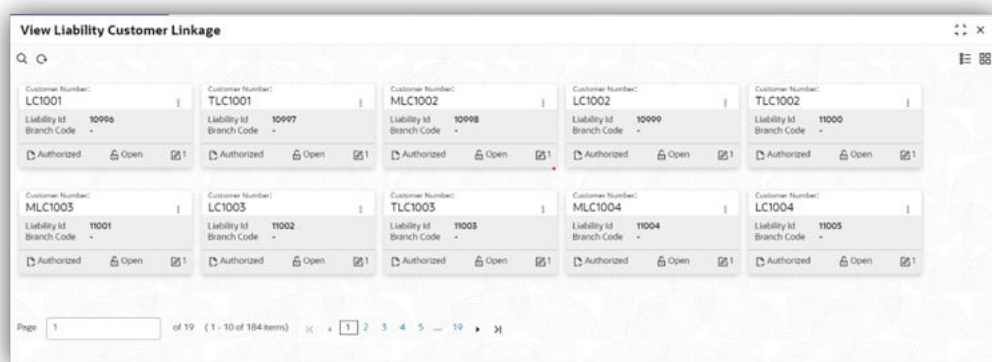 View Liability Customer Linkage
Customer Number: Customer Number: Customer Number: Customer Number: Customer Number:
LC1001 TLC1001 MLC1002 LC1002 TLC1002
Liability Id 10996 Liability Id 10997 Liability Id 10998 Liability Id 10999 Liability Id 11000
Branch Code - Branch Code - Branch Code - Branch Code - Branch Code -
Authorized Open 1 Authorized Open 1 Authorized Open 1 Authorized Open 1 Authorized Open 1
Customer Number: Customer Number: Customer Number: Customer Number: Customer Number:
MLC1003 LC1003 TLC1003 MLC1004 LC1004
Liability Id 11001 Liability Id 11002 Liability Id 11003 Liability Id 11004 Liability Id 11005
Branch Code - Branch Code - Branch Code - Branch Code - Branch Code -
Authorized Open 1 Authorized Open 1 Authorized Open 1 Authorized Open 1 Authorized Open 1
Page 1 of 19 (1 - 10 of 184 items) 1 2 3 4 5 ... 19